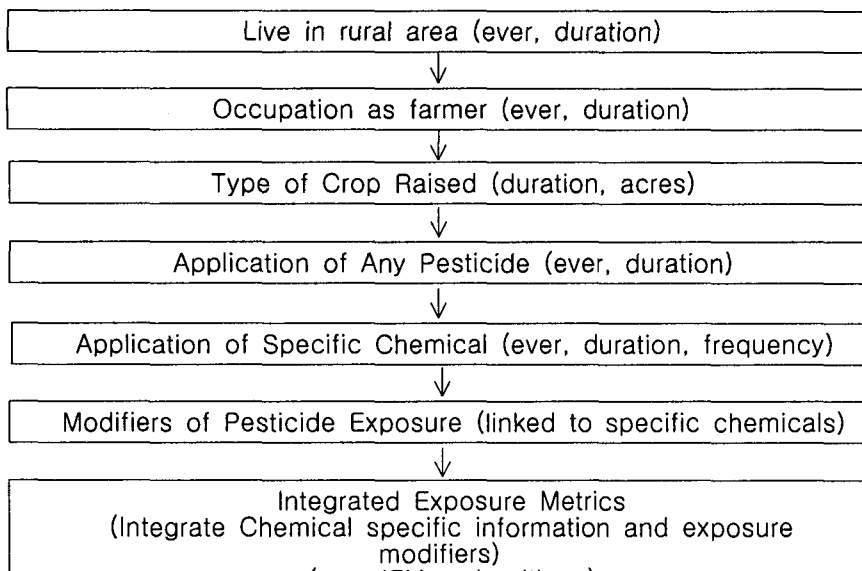 Live in rural area (ever, duration)
Occupation as farmer (ever, duration)
Type of Crop Raised (duration, acres)
Application of Any Pesticide (ever, duration)
Application of Specific Chemical (ever, duration, frequency)
Modifiers of Pesticide Exposure (linked to specific chemicals)
Integrated Exposure Metrics
(Integrate Chemical specific information and exposure
modifiers)